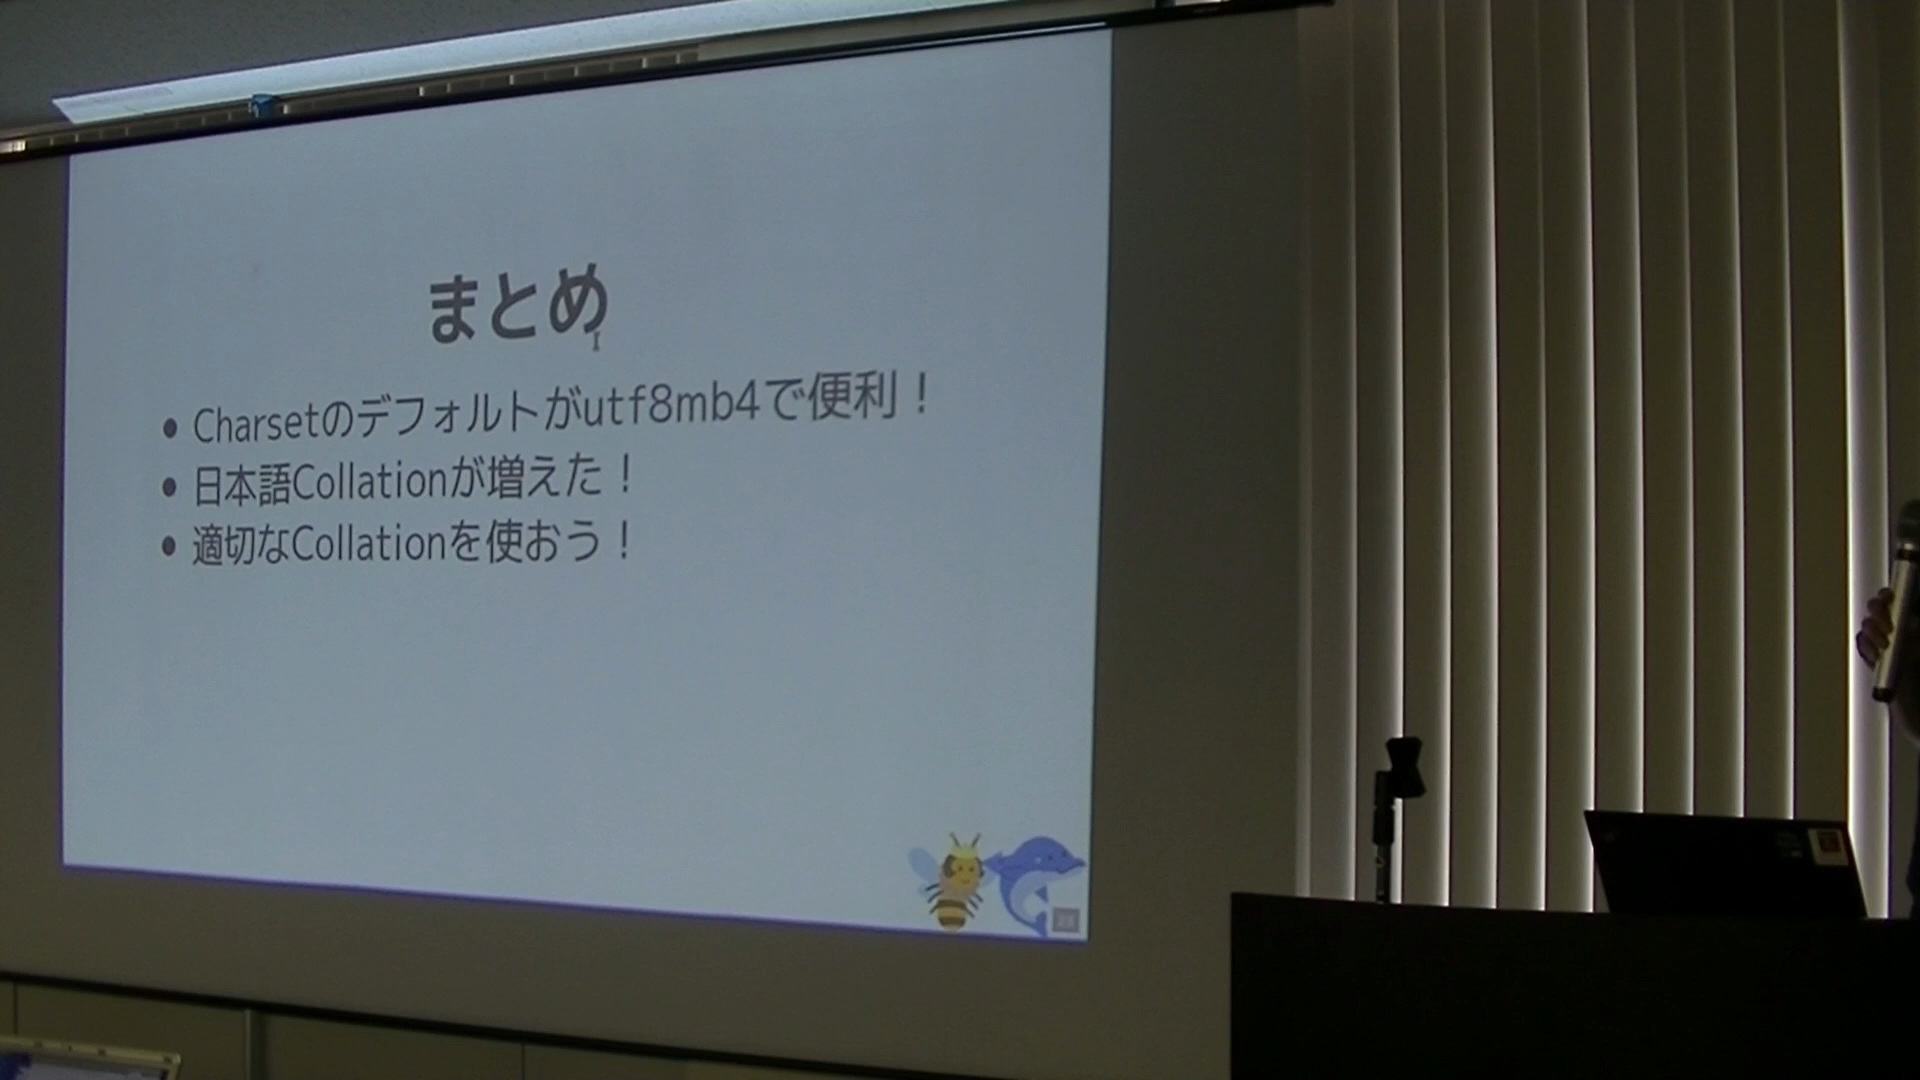 まとめ
• Charsetのデフォルトがutf8mb4で便利！
• 日本語Collationが増えた！
• 適切なCollationを使おう！